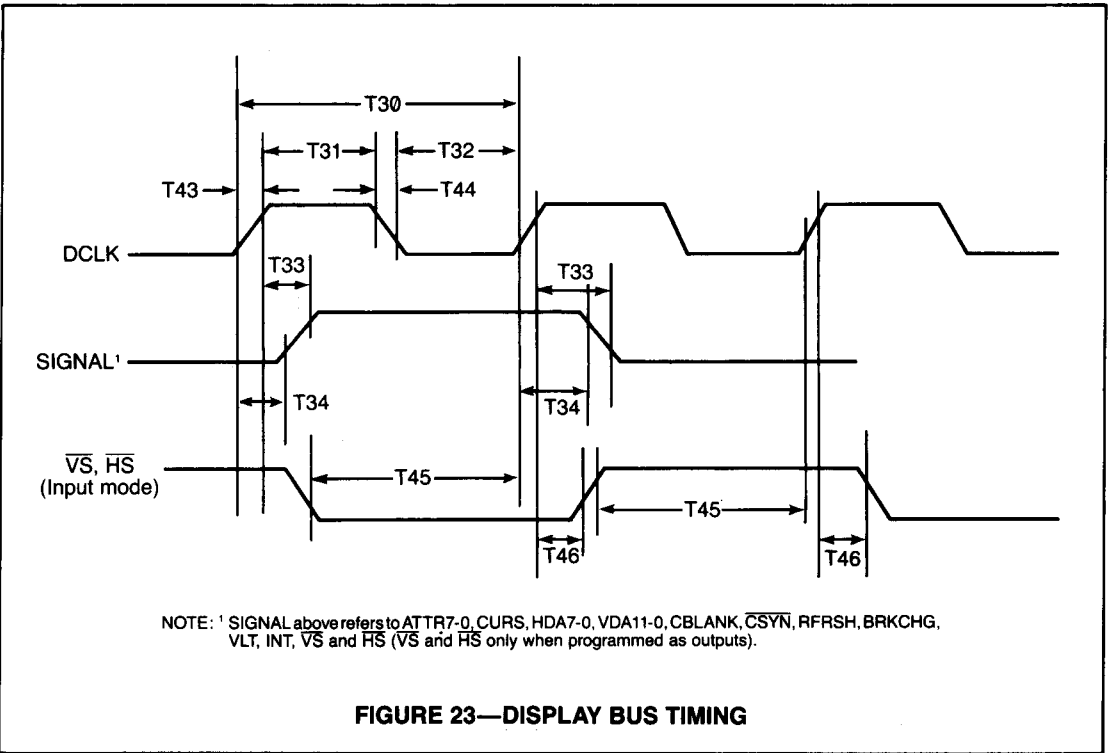 T30
T31
T32
T43
T44
DCLK
T33
T33
SIGNAL¹
T34
T34
VS, HS
(Input mode)
T45
T45
T46
T46
NOTE: ¹ SIGNAL above refers to ATTR7-0, CURS, HDA7-0, VDA11-0, CBLANK, CSYN, RFRSH, BRKCHG,
VLT, INT, VS and HS (VS and HS only when programmed as outputs).
FIGURE 23—DISPLAY BUS TIMING